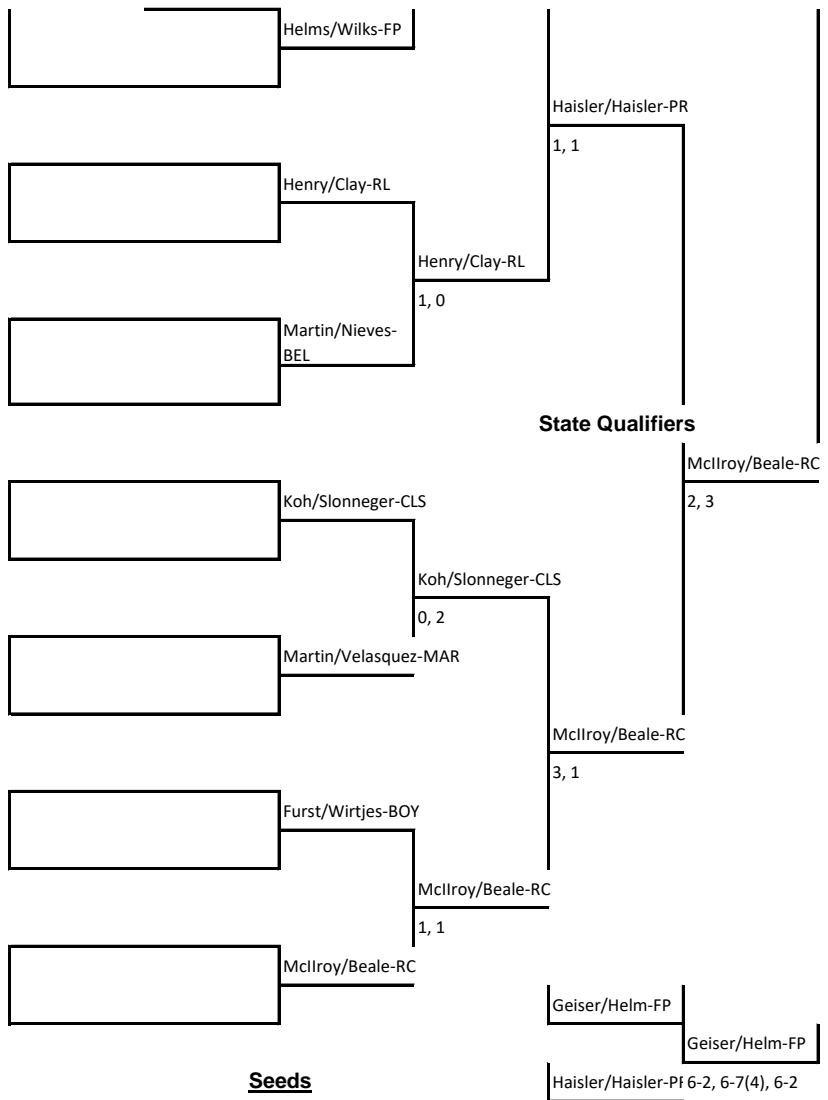 Helms/Wilks-FP
Haisler/Haisler-PR
1, 1
Henry/Clay-RL
Henry/Clay-RL
1, 0
Martin/Nieves-
BEL
State Qualifiers
McIlroy/Beale-RC
2, 3
Koh/Slonneger-CLS
Koh/Slonneger-CLS
0, 2
Martin/Velasquez-MAR
McIlroy/Beale-RC
3, 1
Furst/Wirtjes-BOY
McIlroy/Beale-RC
1, 1
McIlroy/Beale-RC
Geiser/Helm-FP
Geiser/Helm-FP
Seeds
Haisler/Haisler-PR 6-2, 6-7(4), 6-2